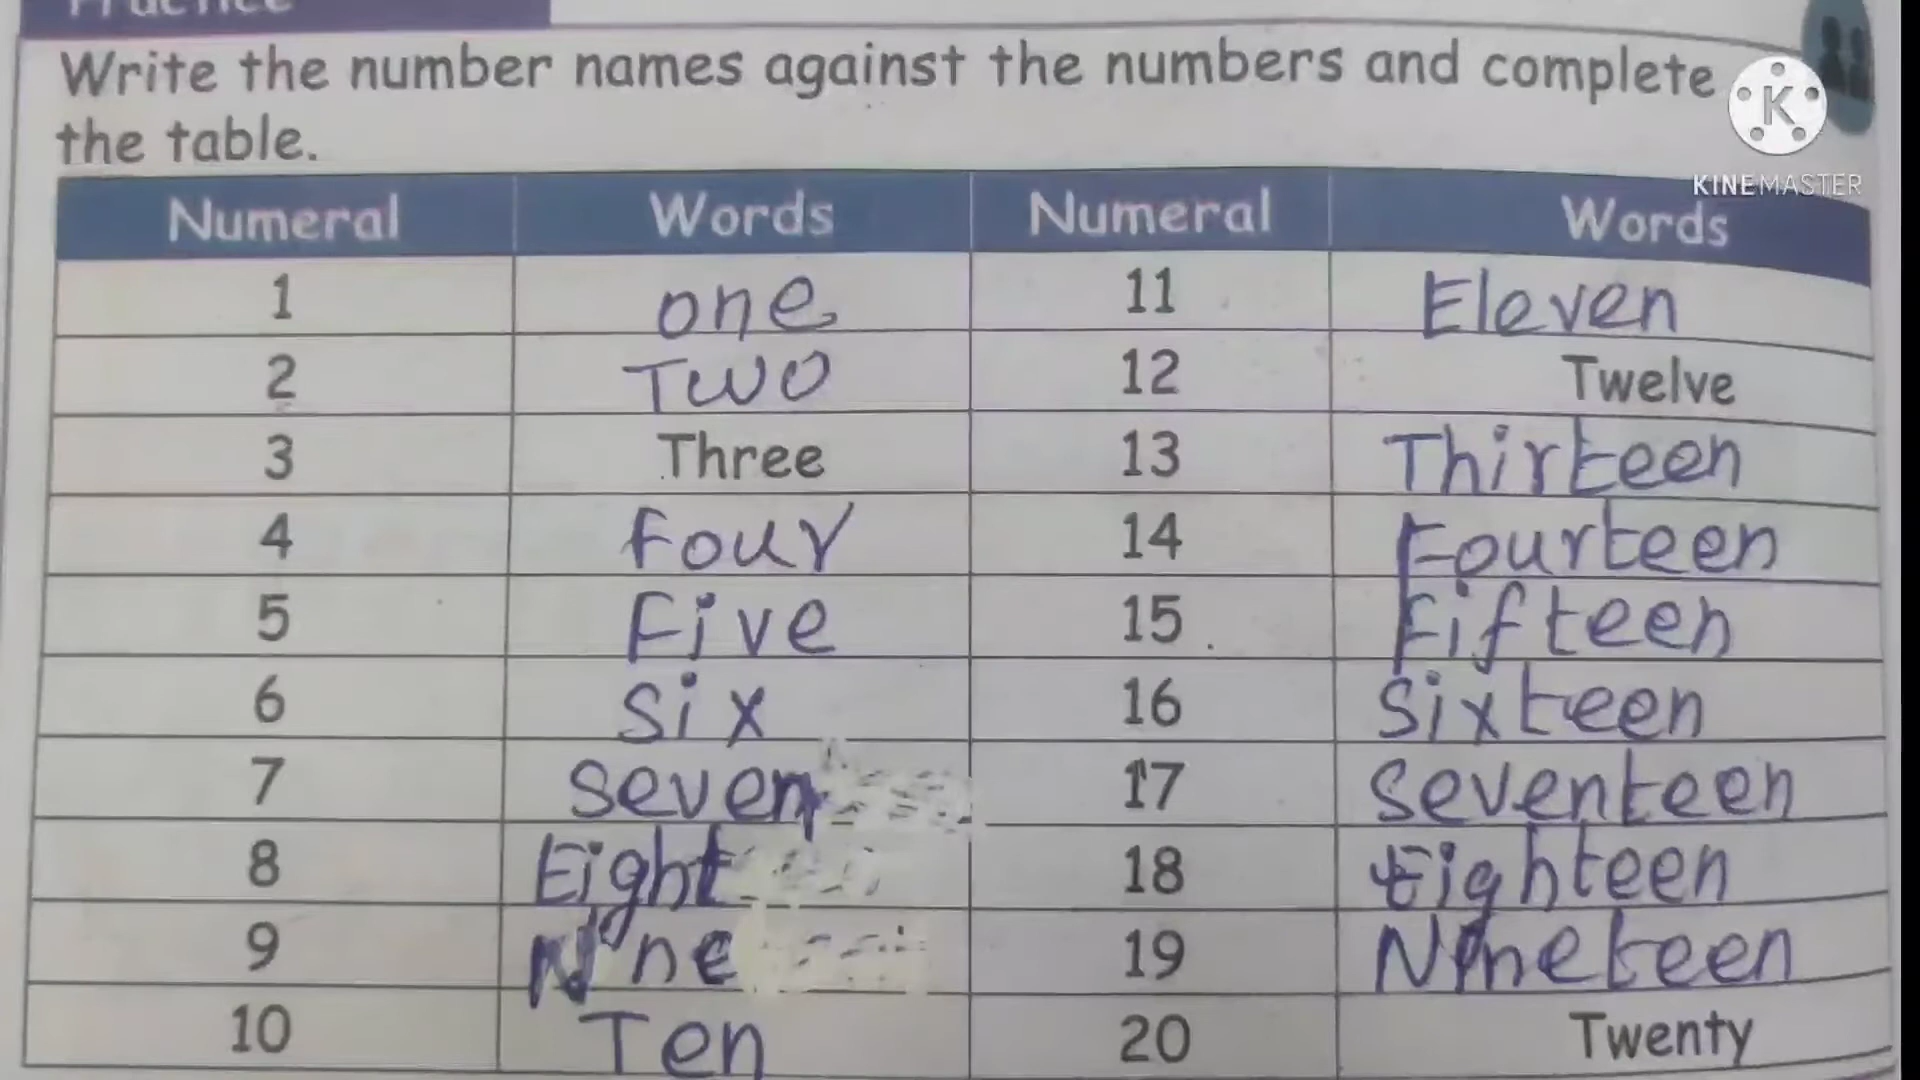 Practice
Write the number names against the numbers and complete
the table.
KINEMASTER
Numeral Words Numeral Words
1 one 11 Eleven
2 TWO 12 Twelve
3 Three 13 Thirteen
4 Four 14 Fourteen
5 Five 15 Fifteen
6 Six 16 Sixteen
7 Seven 17 Seventeen
8 Eight 18 Eighteen
9 Nine 19 Nineteen
10 Ten 20 Twenty